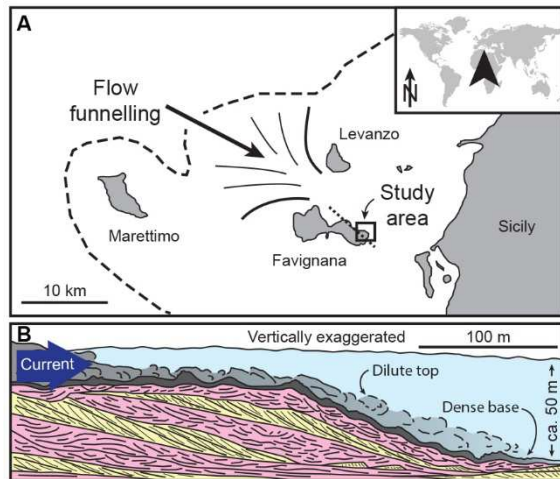 A
N
Flow
funnelling
Levanzo
Study
area
Sicily
Marettimo
Favignana
10 km
B
Vertically exaggerated
100 m
Current
Dilute top
Dense base
ca. 50 m